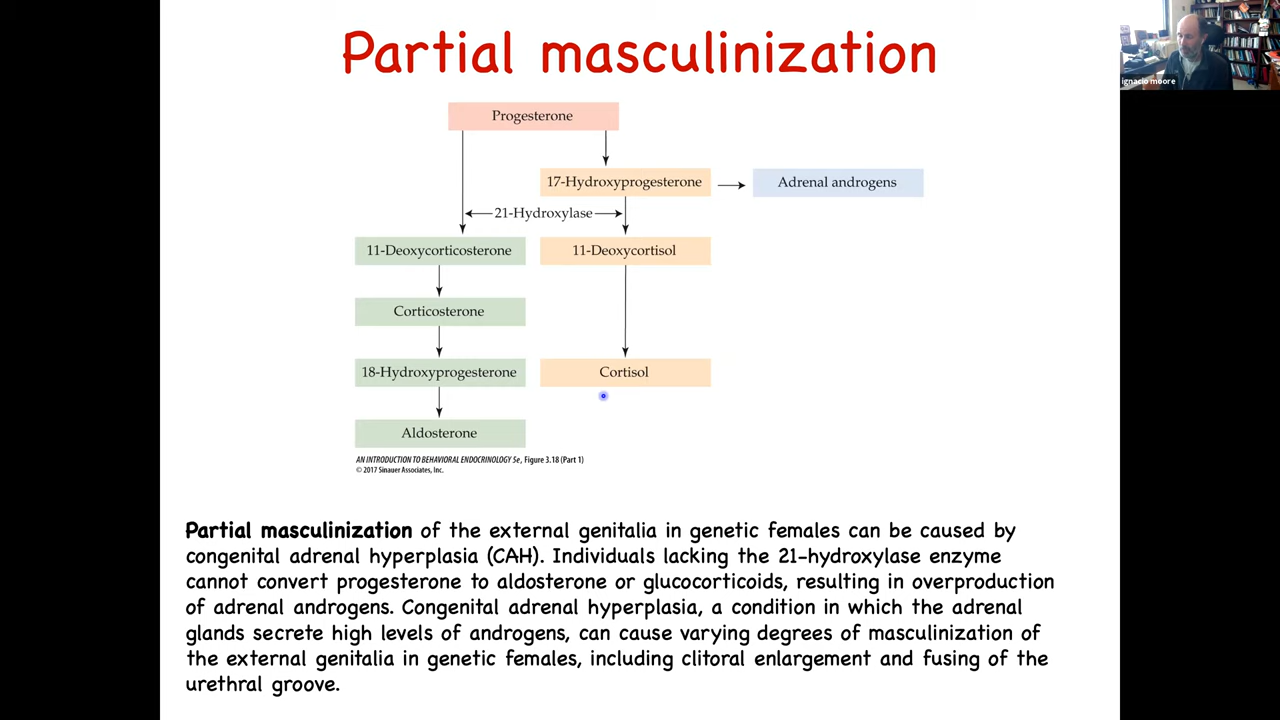 Partial masculinization
ignacio moore
Progesterone
17-Hydroxyprogesterone
Adrenal androgens
21-Hydroxylase
11-Deoxycorticosterone
11-Deoxycortisol
Corticosterone
18-Hydroxyprogesterone
Cortisol
Aldosterone
AN INTRODUCTION TO BEHAVIORAL ENDOCRINOLOGY 5e, Figure 3.18 (Part 1)
© 2017 Sinauer Associates, Inc.
Partial masculinization of the external genitalia in genetic females can be caused by
congenital adrenal hyperplasia (CAH). Individuals lacking the 21-hydroxylase enzyme
cannot convert progesterone to aldosterone or glucocorticoids, resulting in overproduction
of adrenal androgens. Congenital adrenal hyperplasia, a condition in which the adrenal
glands secrete high levels of androgens, can cause varying degrees of masculinization of
the external genitalia in genetic females, including clitoral enlargement and fusing of the
urethral groove.